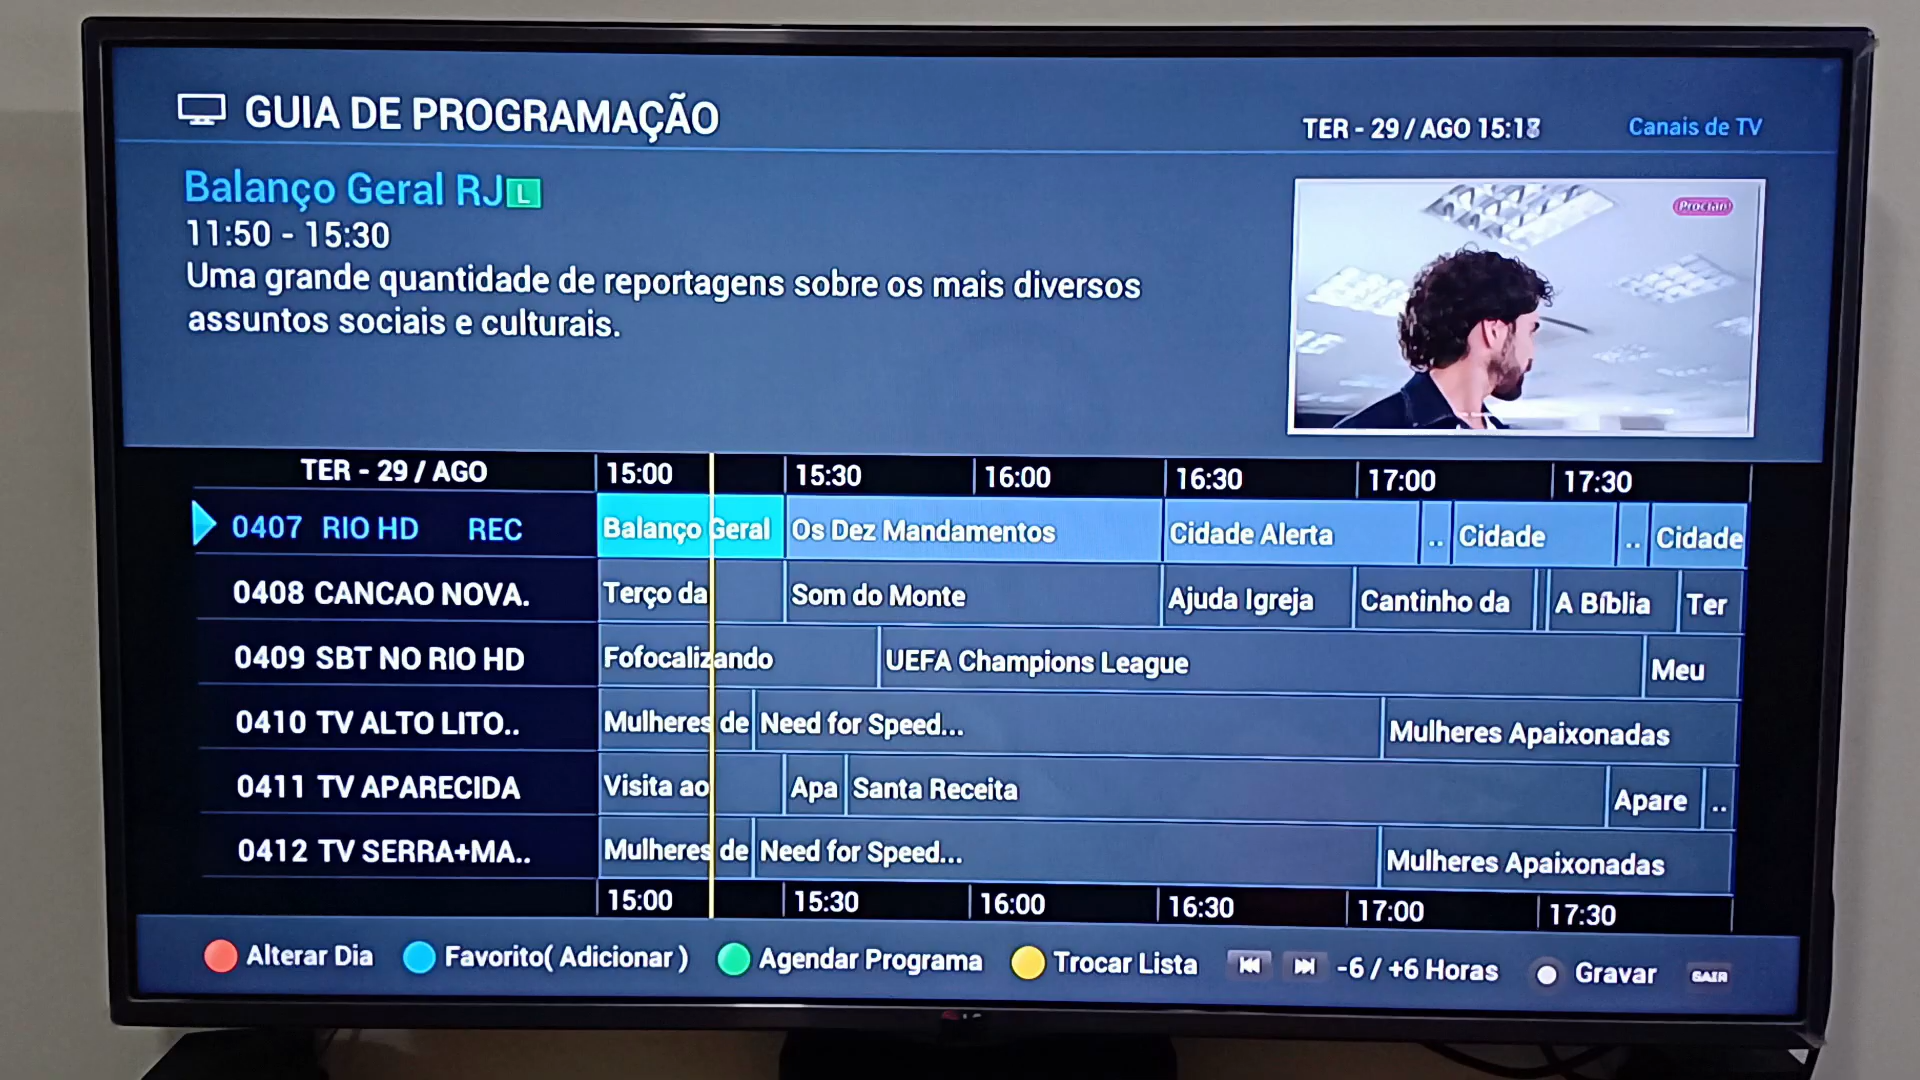 GUIA DE PROGRAMAÇÃO
TER - 29 / AGO 15:18
Canais de TV
Balanço Geral RJ L
11:50 - 15:30
Uma grande quantidade de reportagens sobre os mais diversos
assuntos sociais e culturais.
TER - 29 / AGO 15:00 15:30 16:00 16:30 17:00 17:30
0407 RIO HD REC Balanço Geral Os Dez Mandamentos Cidade Alerta .. Cidade .. Cidade
0408 CANCAO NOVA. Terço da Som do Monte Ajuda Igreja Cantinho da A Bíblia Ter
0409 SBT NO RIO HD Fofocalizando UEFA Champions League Meu
0410 TV ALTO LITO.. Mulheres de Need for Speed... Mulheres Apaixonadas
0411 TV APARECIDA Visita ao Apa Santa Receita Apare ..
0412 TV SERRA+MA.. Mulheres de Need for Speed... Mulheres Apaixonadas
15:00 15:30 16:00 16:30 17:00 17:30
Alterar Dia Favorito( Adicionar ) Agendar Programa Trocar Lista -6 / +6 Horas Gravar SAIR
LG